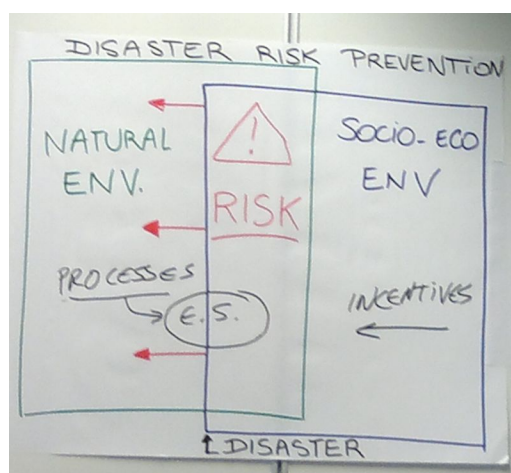 DISASTER RISK PREVENTION
NATURAL
ENV.
!
RISK
SOCIO-ECO
ENV
PROCESSES
E.S.
INCENTIVES
DISASTER